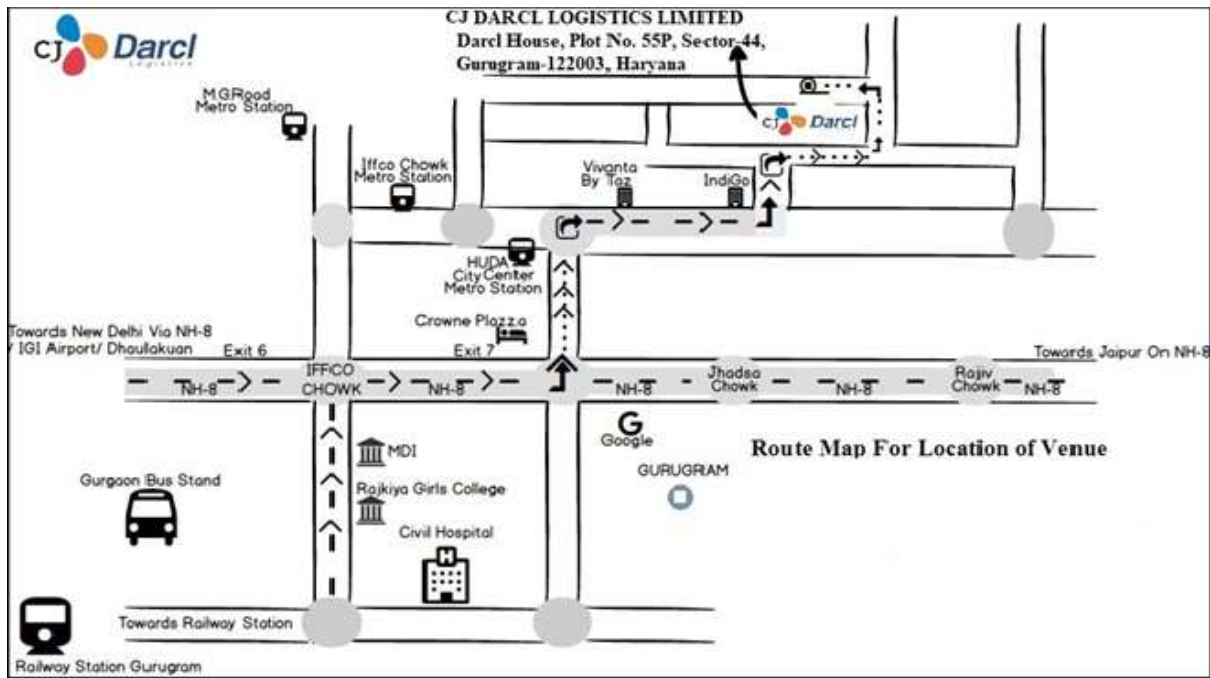 CJ DARCL LOGISTICS LIMITED
Darcl House, Plot No. 55P, Sector-44,
Gurugram-122003, Haryana
CJ Darcl
Logistics
M.G.Road
Metro Station
CJ Darcl
Iffco Chowk
Metro Station
Vivanta
By Taz
IndiGo
HUDA
City Center
Metro Station
Crowne Plazza
Towards New Delhi Via NH-8
/ IGI Airport/ Dhaullakuan
Exit 6
Exit 7
Towards Jaipur On NH-8
IFFCO
CHOWK
Jhadsa
Chowk
Rajiv
Chowk
NH-8
NH-8
NH-8
NH-8
NH-8
G
Google
Route Map For Location of Venue
MDI
GURUGRAM
Gurgaon Bus Stand
Rajkiya Girls College
Civil Hospital
H
Towards Railway Station
Railway Station Gurugram